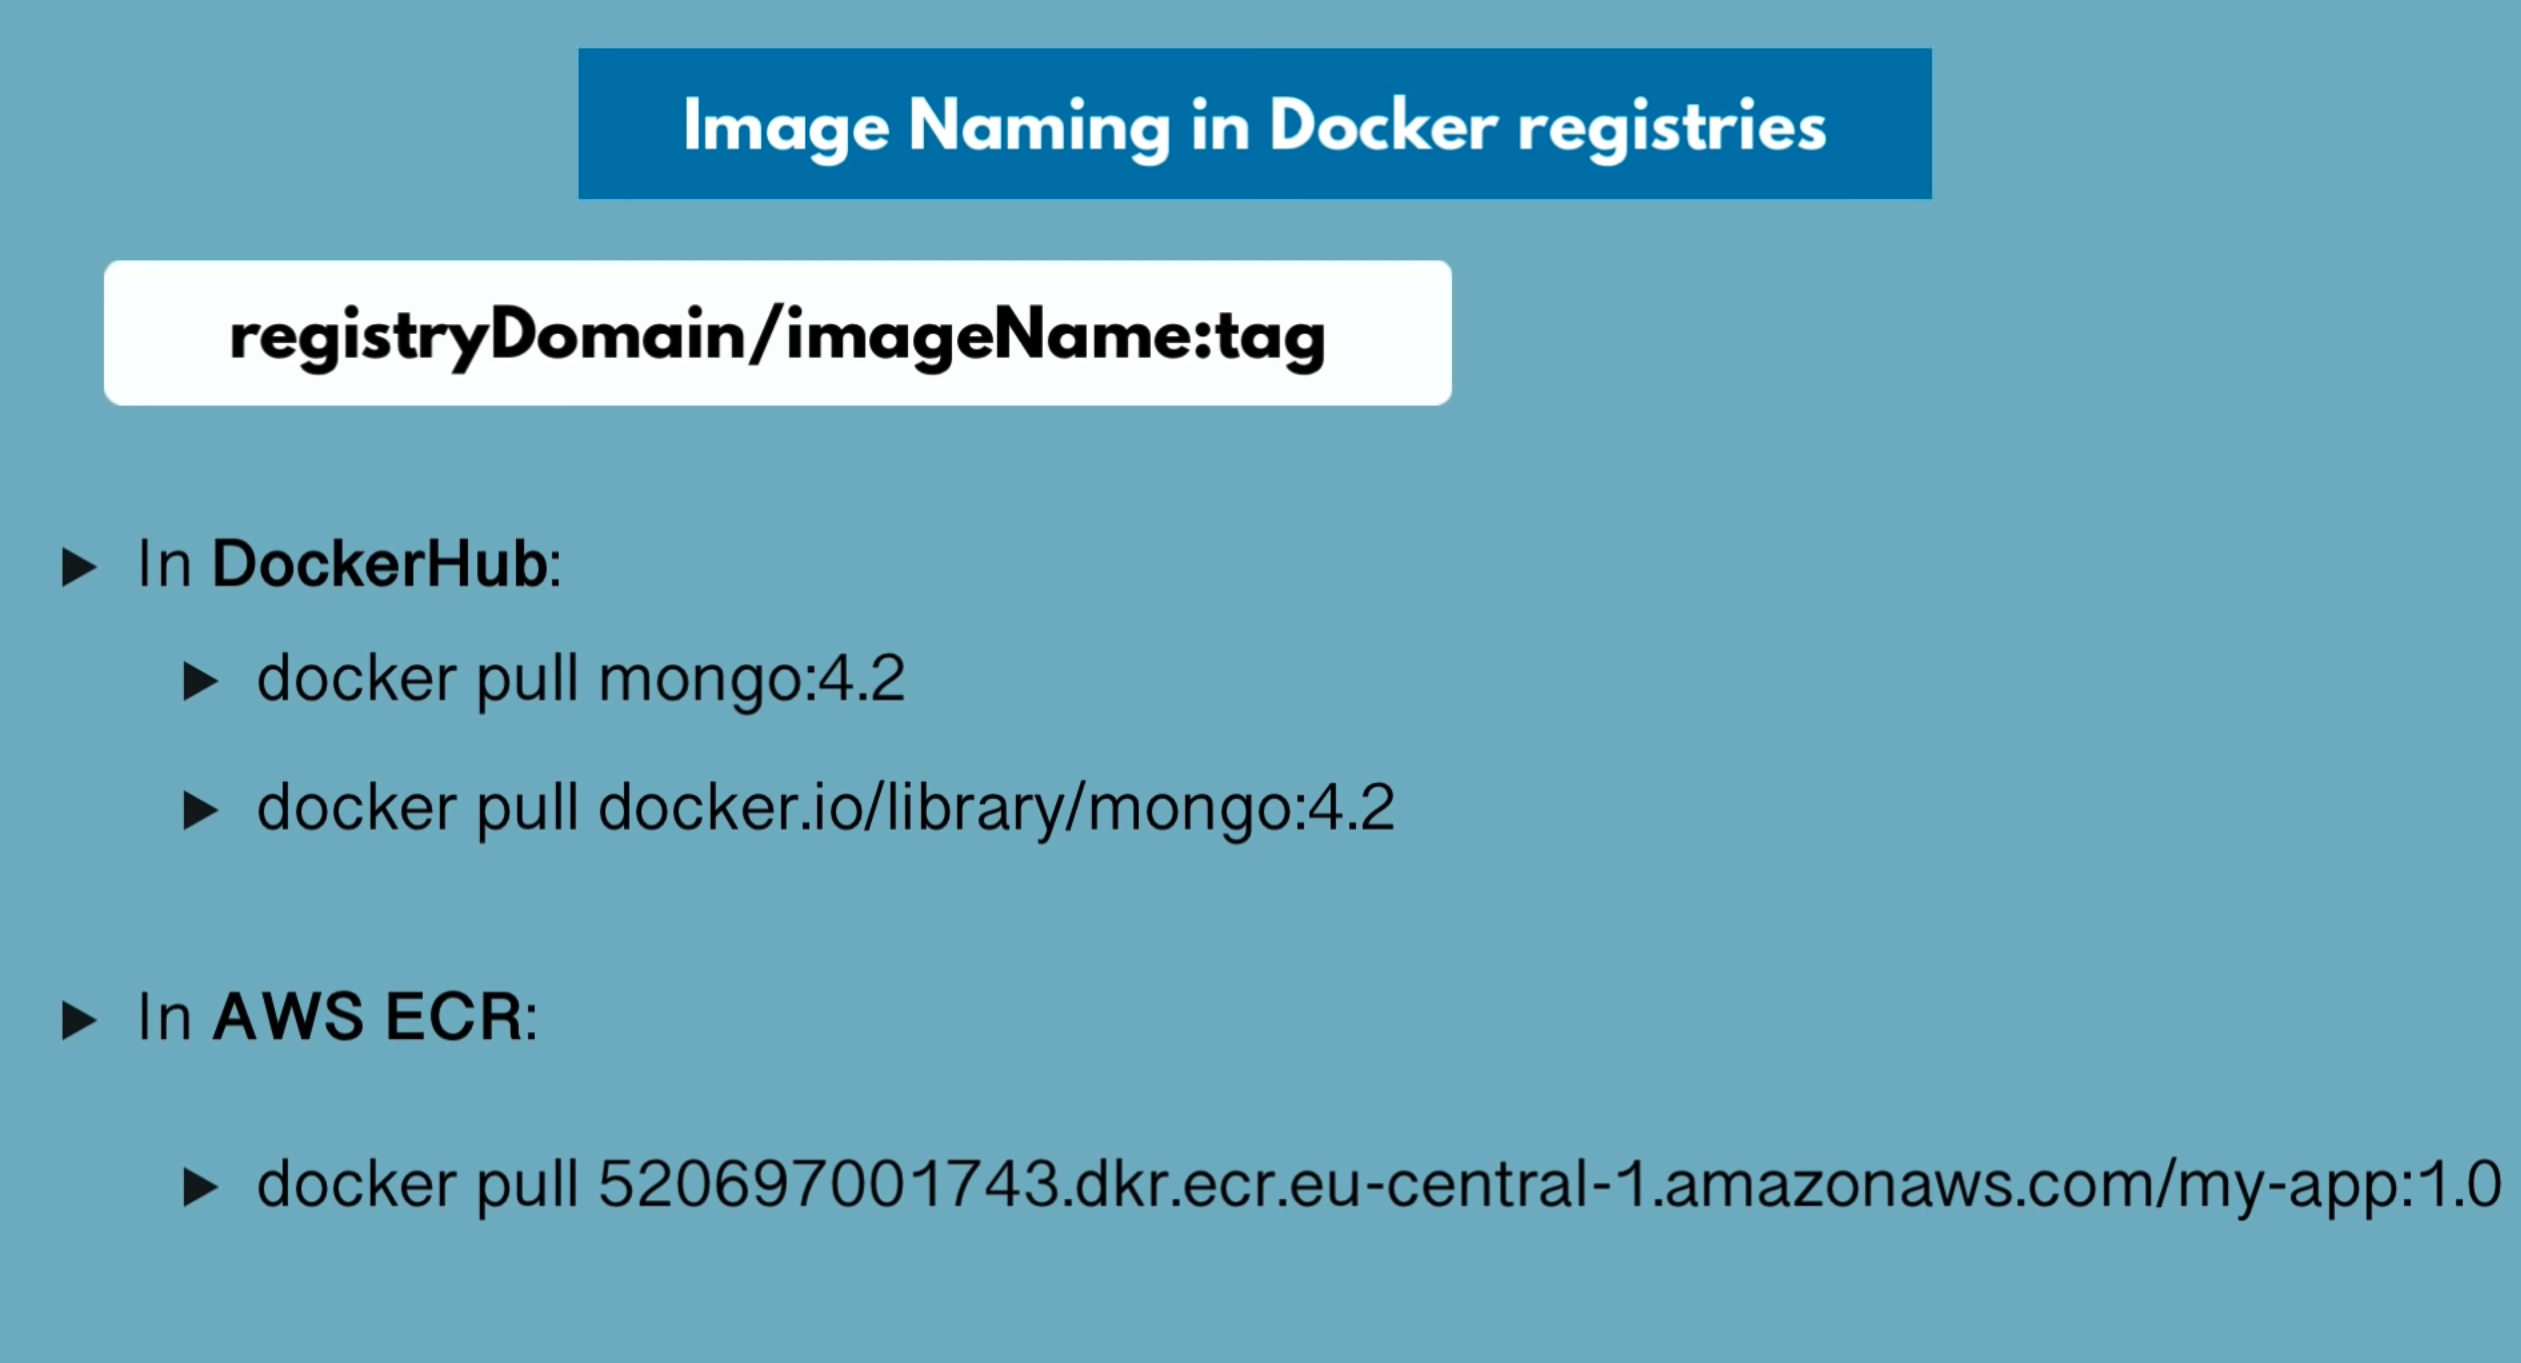 Image Naming in Docker registries
registryDomain/imageName:tag
In DockerHub:
docker pull mongo:4.2
docker pull docker.io/library/mongo:4.2
In AWS ECR:
docker pull 520697001743.dkr.ecr.eu-central-1.amazonaws.com/my-app:1.0